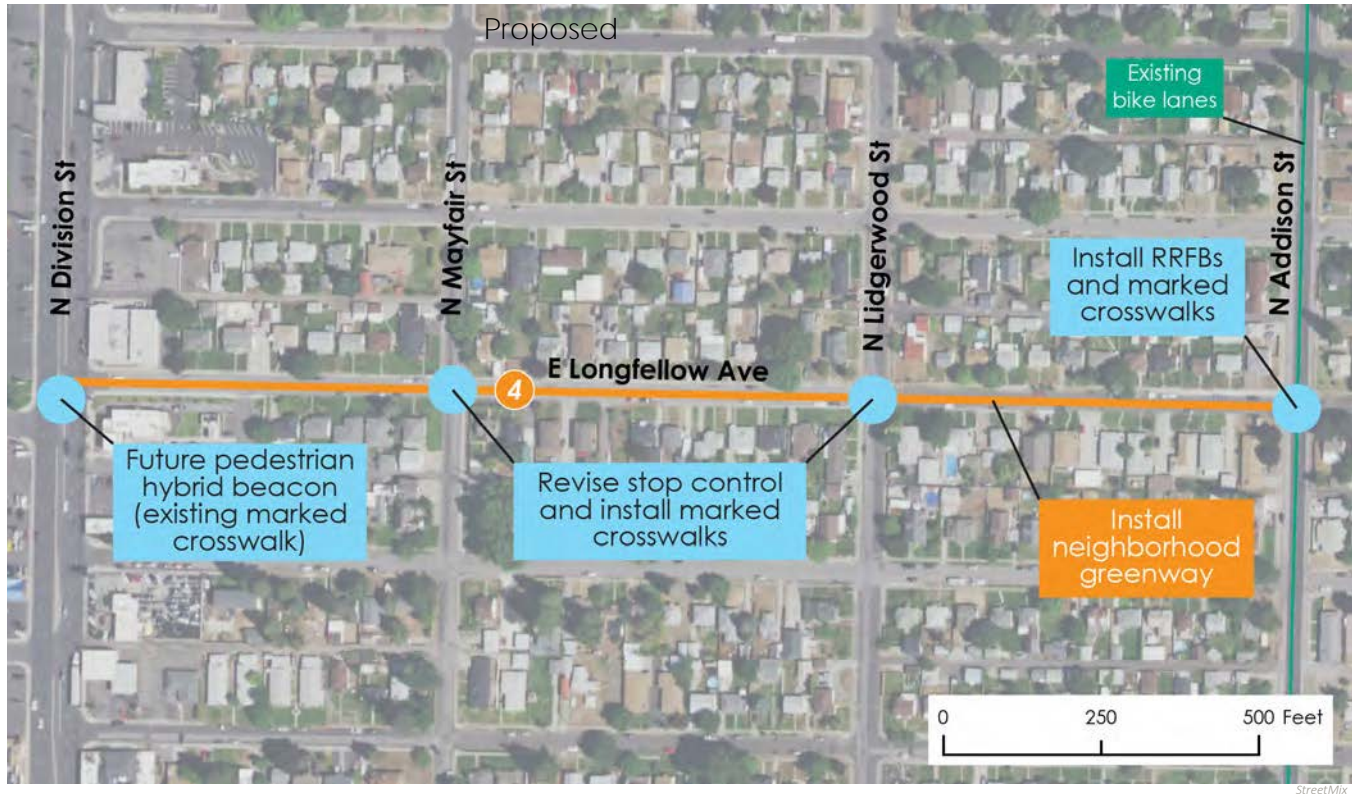 Proposed
Existing
bike lanes
N Division St
N Mayfair St
N Lidgerwood St
N Addison St
Install RRFBs
and marked
crosswalks
E Longfellow Ave
4
Future pedestrian
hybrid beacon
(existing marked
crosswalk)
Revise stop control
and install marked
crosswalks
Install
neighborhood
greenway
0 250 500 Feet
StreetMix